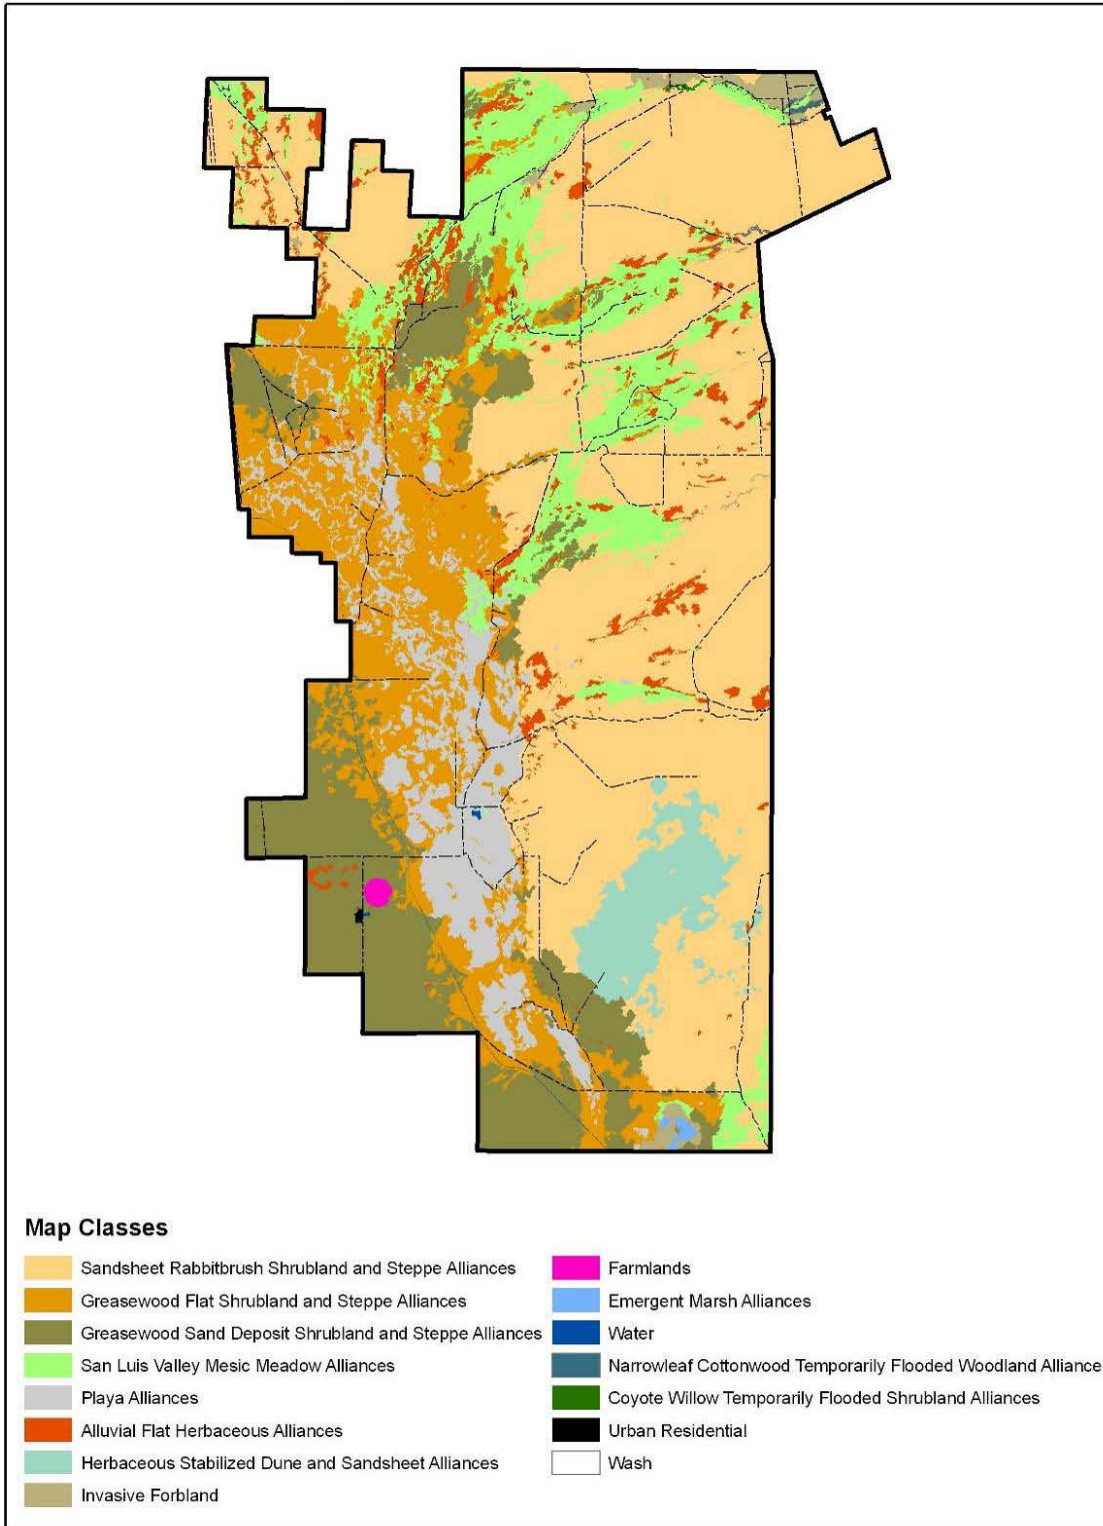 Map Classes
Sandsheet Rabbitbrush Shrubland and Steppe Alliances
Greasewood Flat Shrubland and Steppe Alliances
Greasewood Sand Deposit Shrubland and Steppe Alliances
San Luis Valley Mesic Meadow Alliances
Playa Alliances
Alluvial Flat Herbaceous Alliances
Herbaceous Stabilized Dune and Sandsheet Alliances
Invasive Forbland
Farmlands
Emergent Marsh Alliances
Water
Narrowleaf Cottonwood Temporarily Flooded Woodland Alliance
Coyote Willow Temporarily Flooded Shrubland Alliances
Urban Residential
Wash